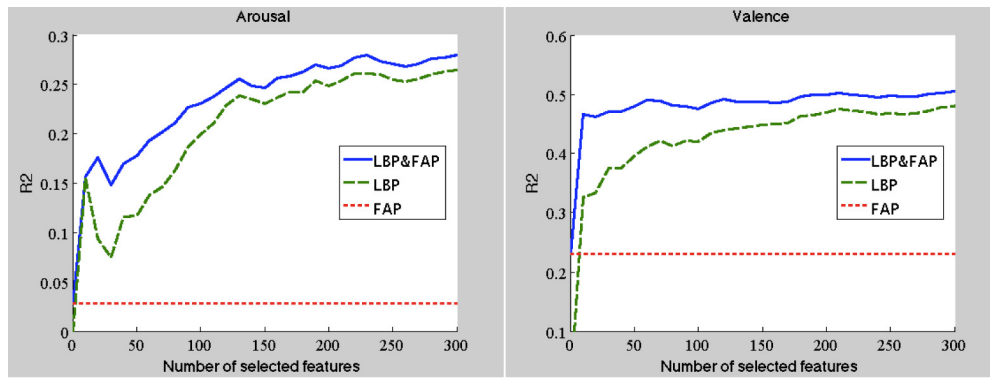 Arousal
0.3
0.25
0.2
0.15
0.1
0.05
0
R2
LBP&FAP
LBP
FAP
0 50 100 150 200 250 300
Number of selected features
Valence
0.6
0.5
0.4
0.3
0.2
0.1
R2
LBP&FAP
LBP
FAP
0 50 100 150 200 250 300
Number of selected features